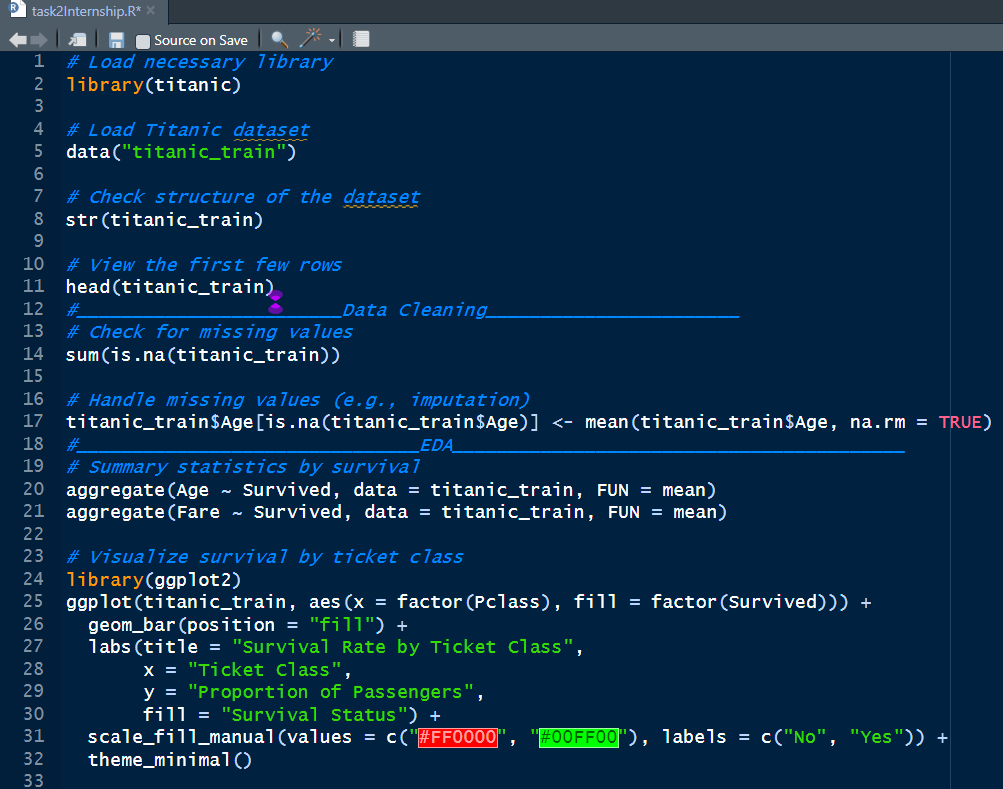 task2Internship.R*
Source on Save
1 # Load necessary library
2 library(titanic)
3
4 # Load Titanic dataset
5 data("titanic_train")
6
7 # Check structure of the dataset
8 str(titanic_train)
9
10 # View the first few rows
11 head(titanic_train)
12 #________________________Data Cleaning_______________________
13 # Check for missing values
14 sum(is.na(titanic_train))
15
16 # Handle missing values (e.g., imputation)
17 titanic_train$Age[is.na(titanic_train$Age)] <- mean(titanic_train$Age, na.rm = TRUE)
18 #_______________________________EDA_________________________________________
19 # Summary statistics by survival
20 aggregate(Age ~ Survived, data = titanic_train, FUN = mean)
21 aggregate(Fare ~ Survived, data = titanic_train, FUN = mean)
22
23 # Visualize survival by ticket class
24 library(ggplot2)
25 ggplot(titanic_train, aes(x = factor(Pclass), fill = factor(Survived))) +
26   geom_bar(position = "fill") +
27   labs(title = "Survival Rate by Ticket Class",
28        x = "Ticket Class",
29        y = "Proportion of Passengers",
30        fill = "Survival Status") +
31   scale_fill_manual(values = c("#FF0000", "#00FF00"), labels = c("No", "Yes")) +
32   theme_minimal()
33